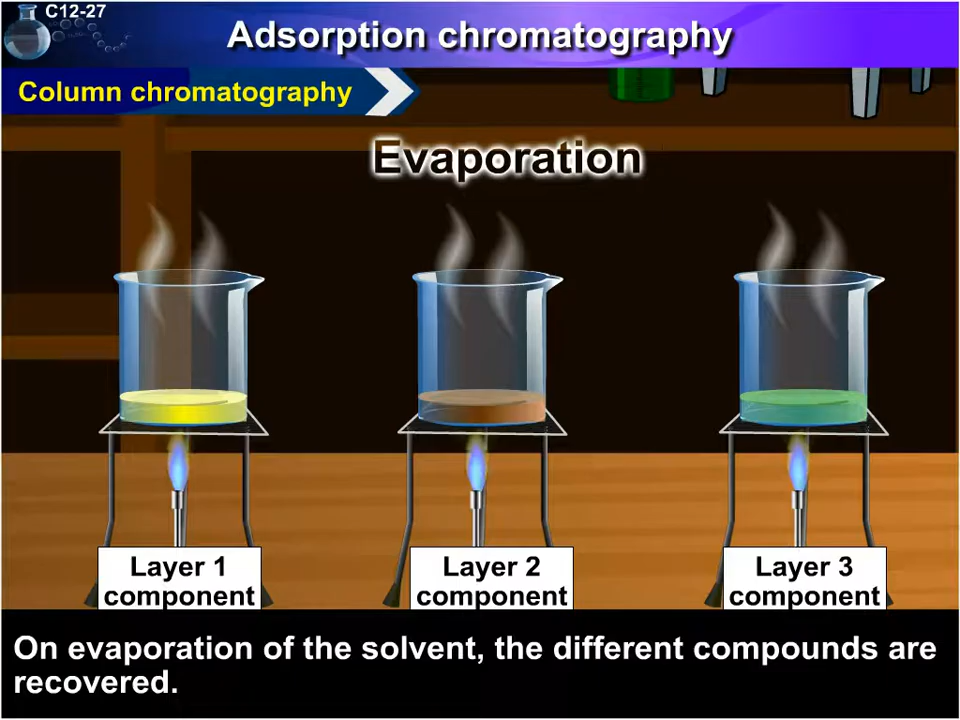 C12-27
Adsorption chromatography
Column chromatography
Evaporation
Layer 1
component
Layer 2
component
Layer 3
component
On evaporation of the solvent, the different compounds are
recovered.